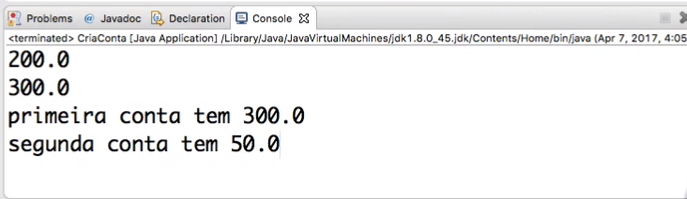 Problems @ Javadoc Declaration Console
<terminated> CriaConta [Java Application] /Library/Java/JavaVirtualMachines/jdk1.8.0_45.jdk/Contents/Home/bin/java (Apr 7, 2017, 4:05
200.0
300.0
primeira conta tem 300.0
segunda conta tem 50.0